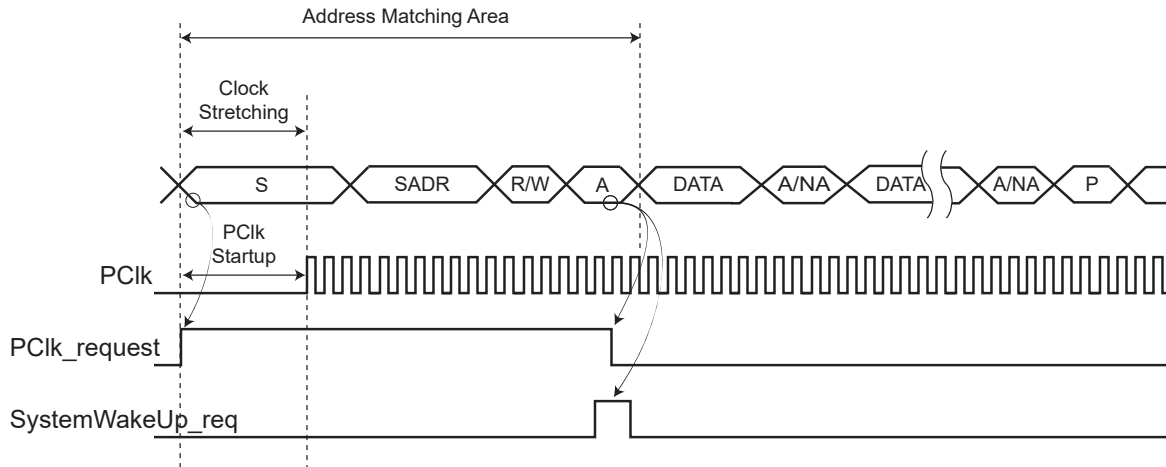 Address Matching Area
Clock
Stretching
S SADR R/W A DATA A/NA DATA A/NA P
PClk
Startup
PClk
PClk_request
SystemWakeUp_req